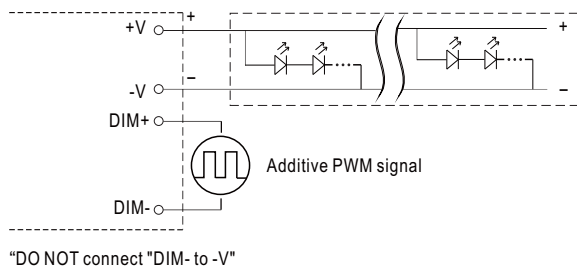 +V
+
+
-V
–
–
DIM+
Additive PWM signal
DIM-
“DO NOT connect "DIM- to -V"